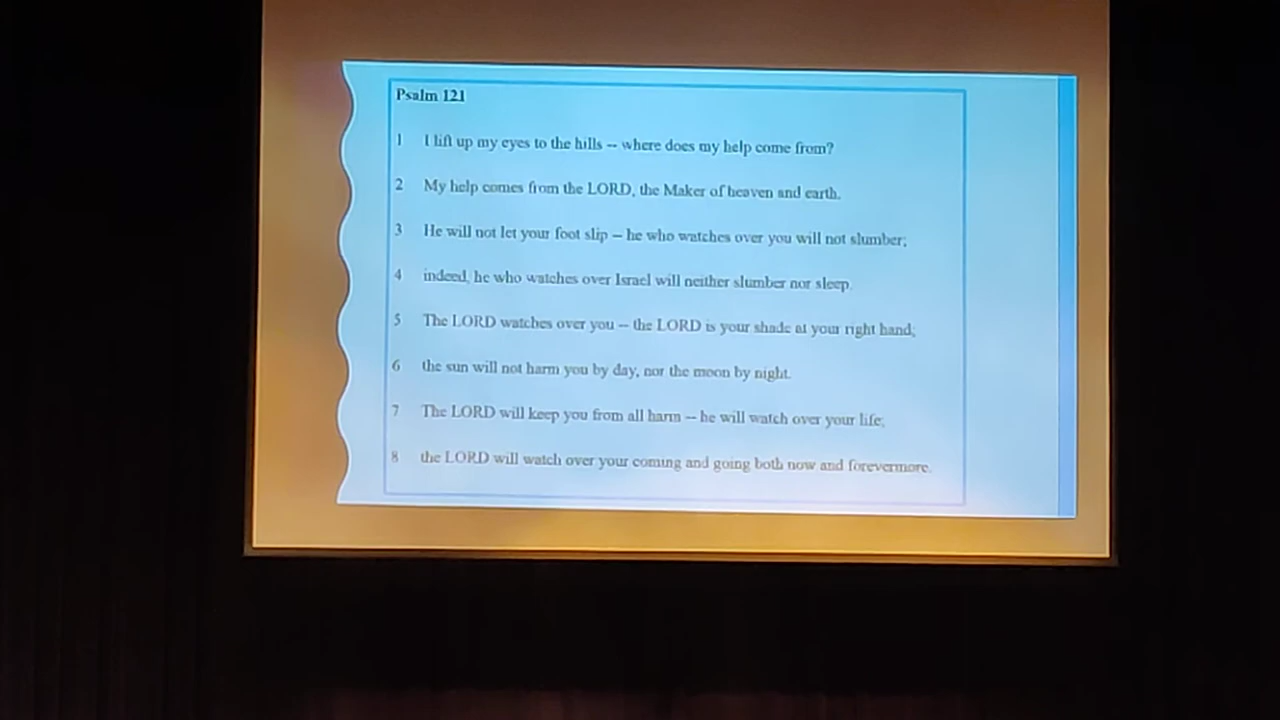 Psalm 121
1 I lift up my eyes to the hills -- where does my help come from?
2 My help comes from the LORD, the Maker of heaven and earth.
3 He will not let your foot slip -- he who watches over you will not slumber;
4 indeed, he who watches over Israel will neither slumber nor sleep.
5 The LORD watches over you -- the LORD is your shade at your right hand;
6 the sun will not harm you by day, nor the moon by night.
7 The LORD will keep you from all harm -- he will watch over your life;
8 the LORD will watch over your coming and going both now and forevermore.